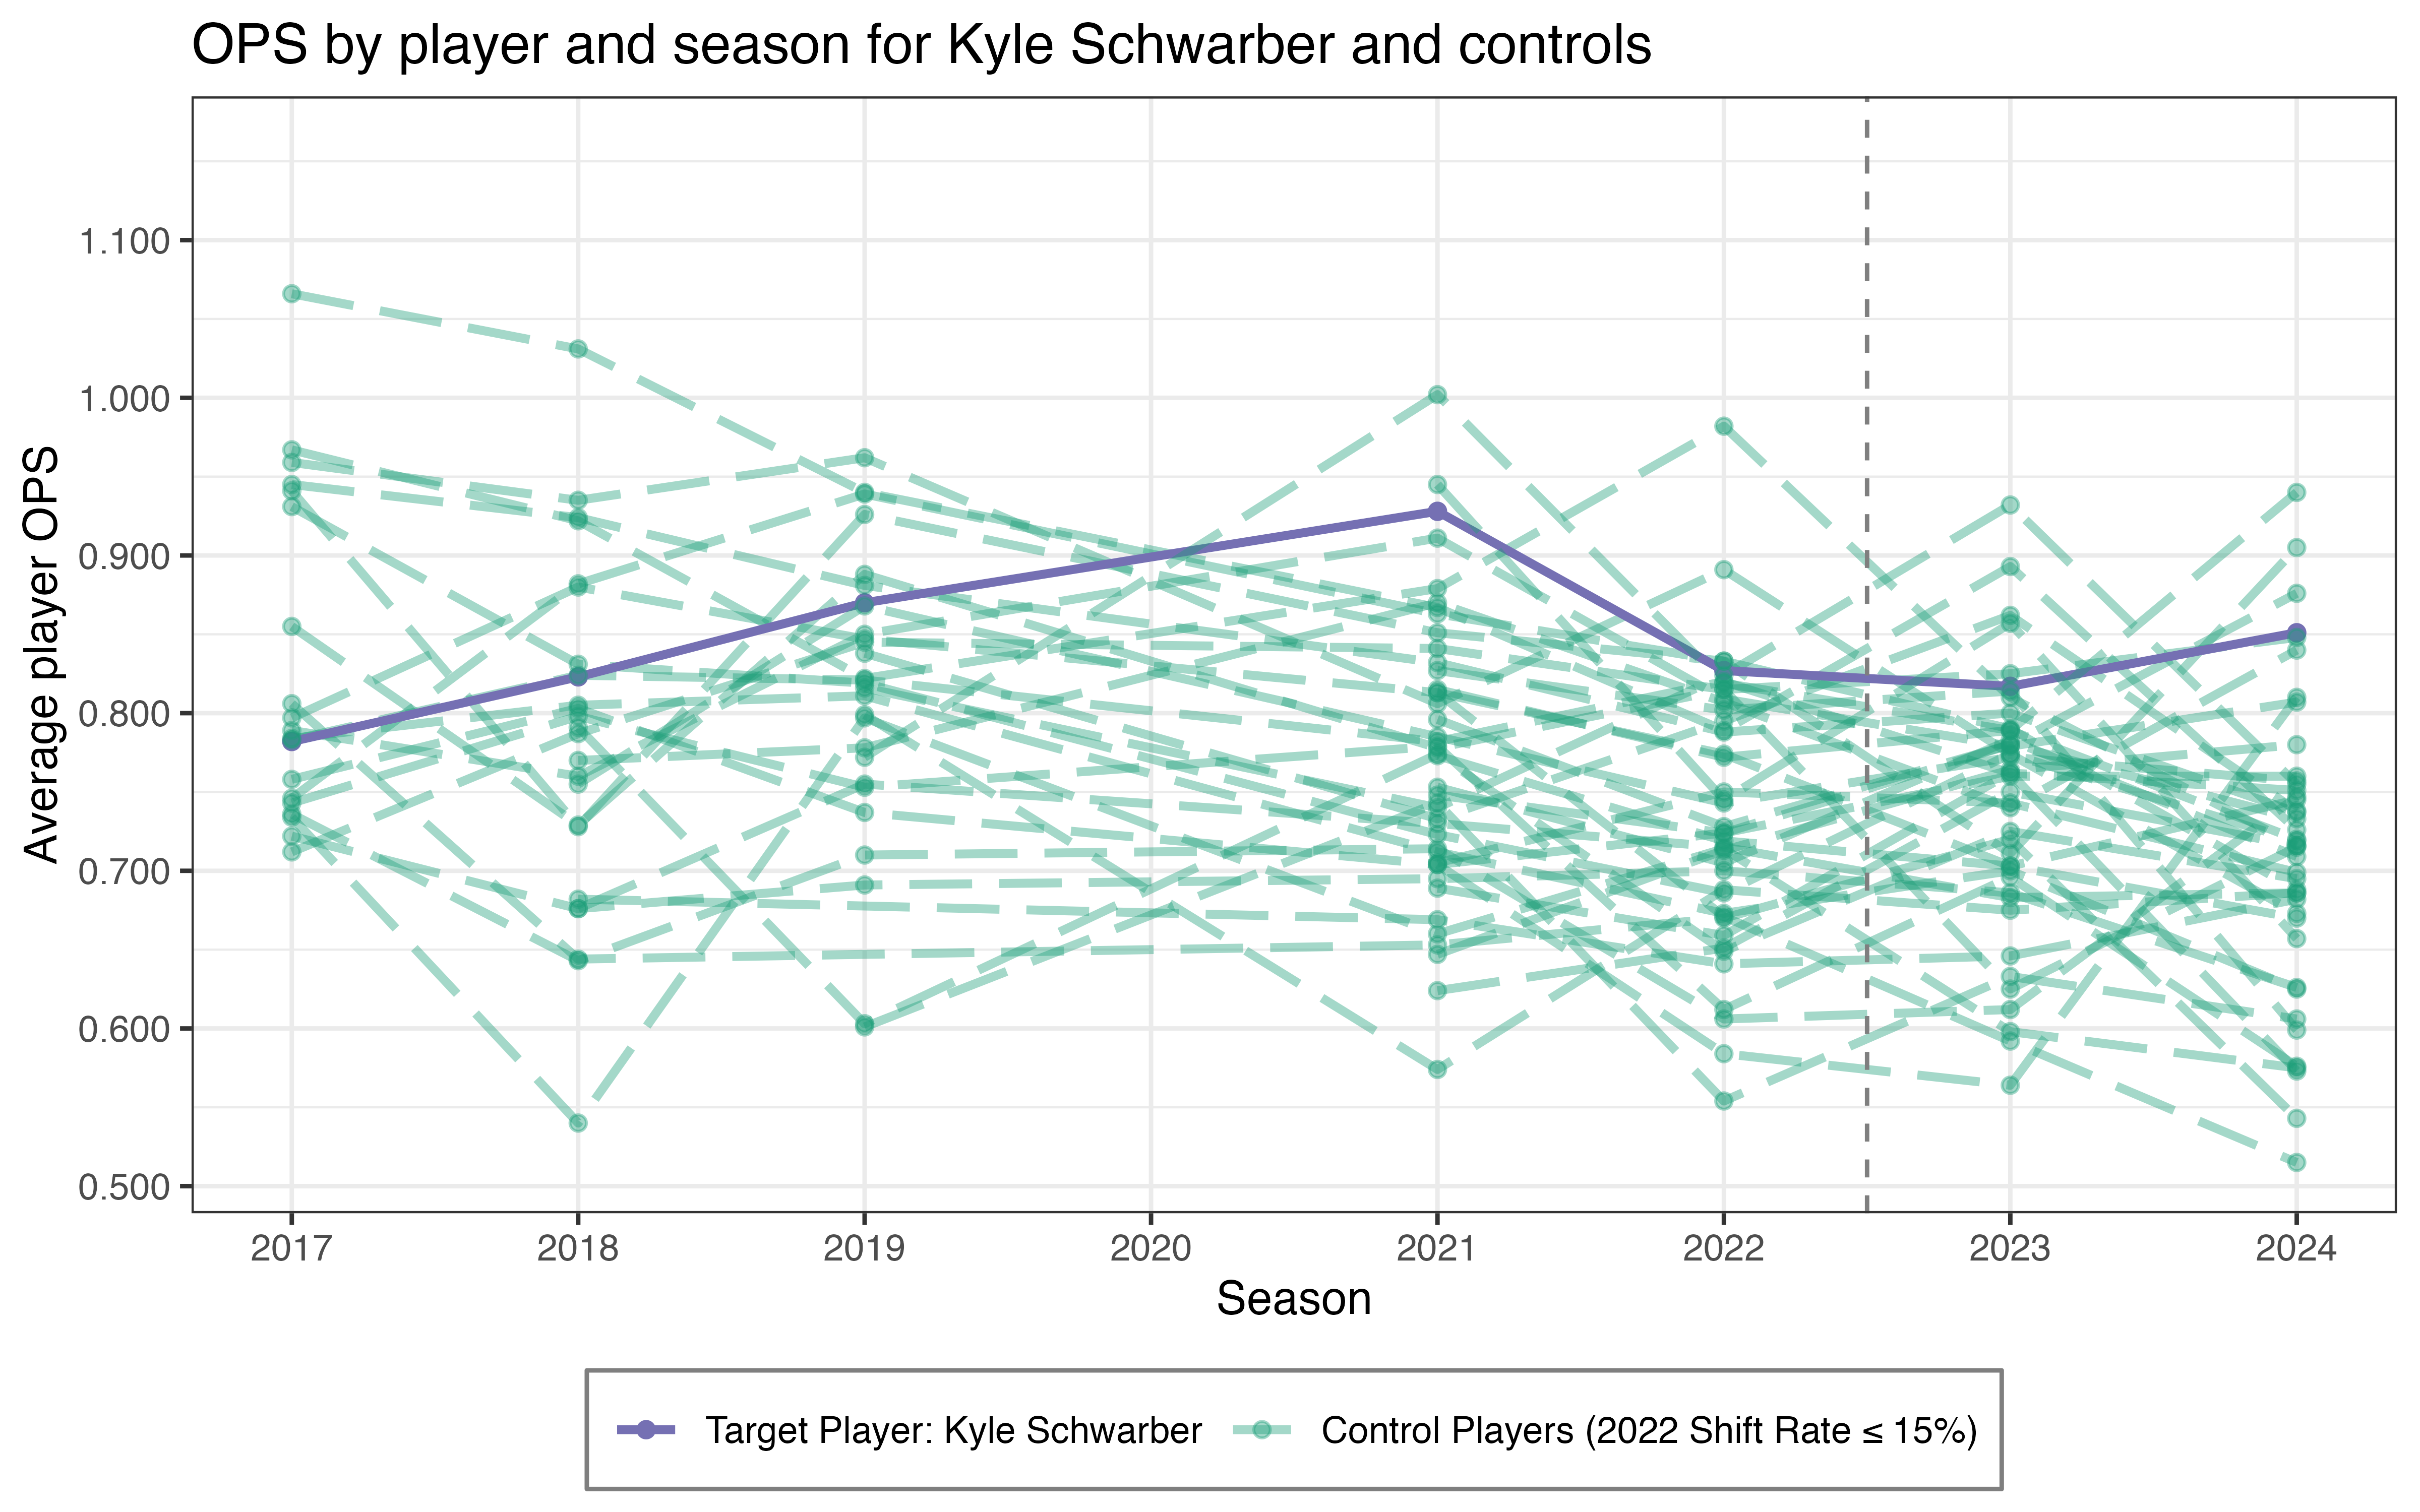 OPS by player and season for Kyle Schwarber and controls
Average player OPS
1.100
1.000
0.900
0.800
0.700
0.600
0.500
2017 2018 2019 2020 2021 2022 2023 2024
Season
Target Player: Kyle Schwarber Control Players (2022 Shift Rate ≤ 15%)